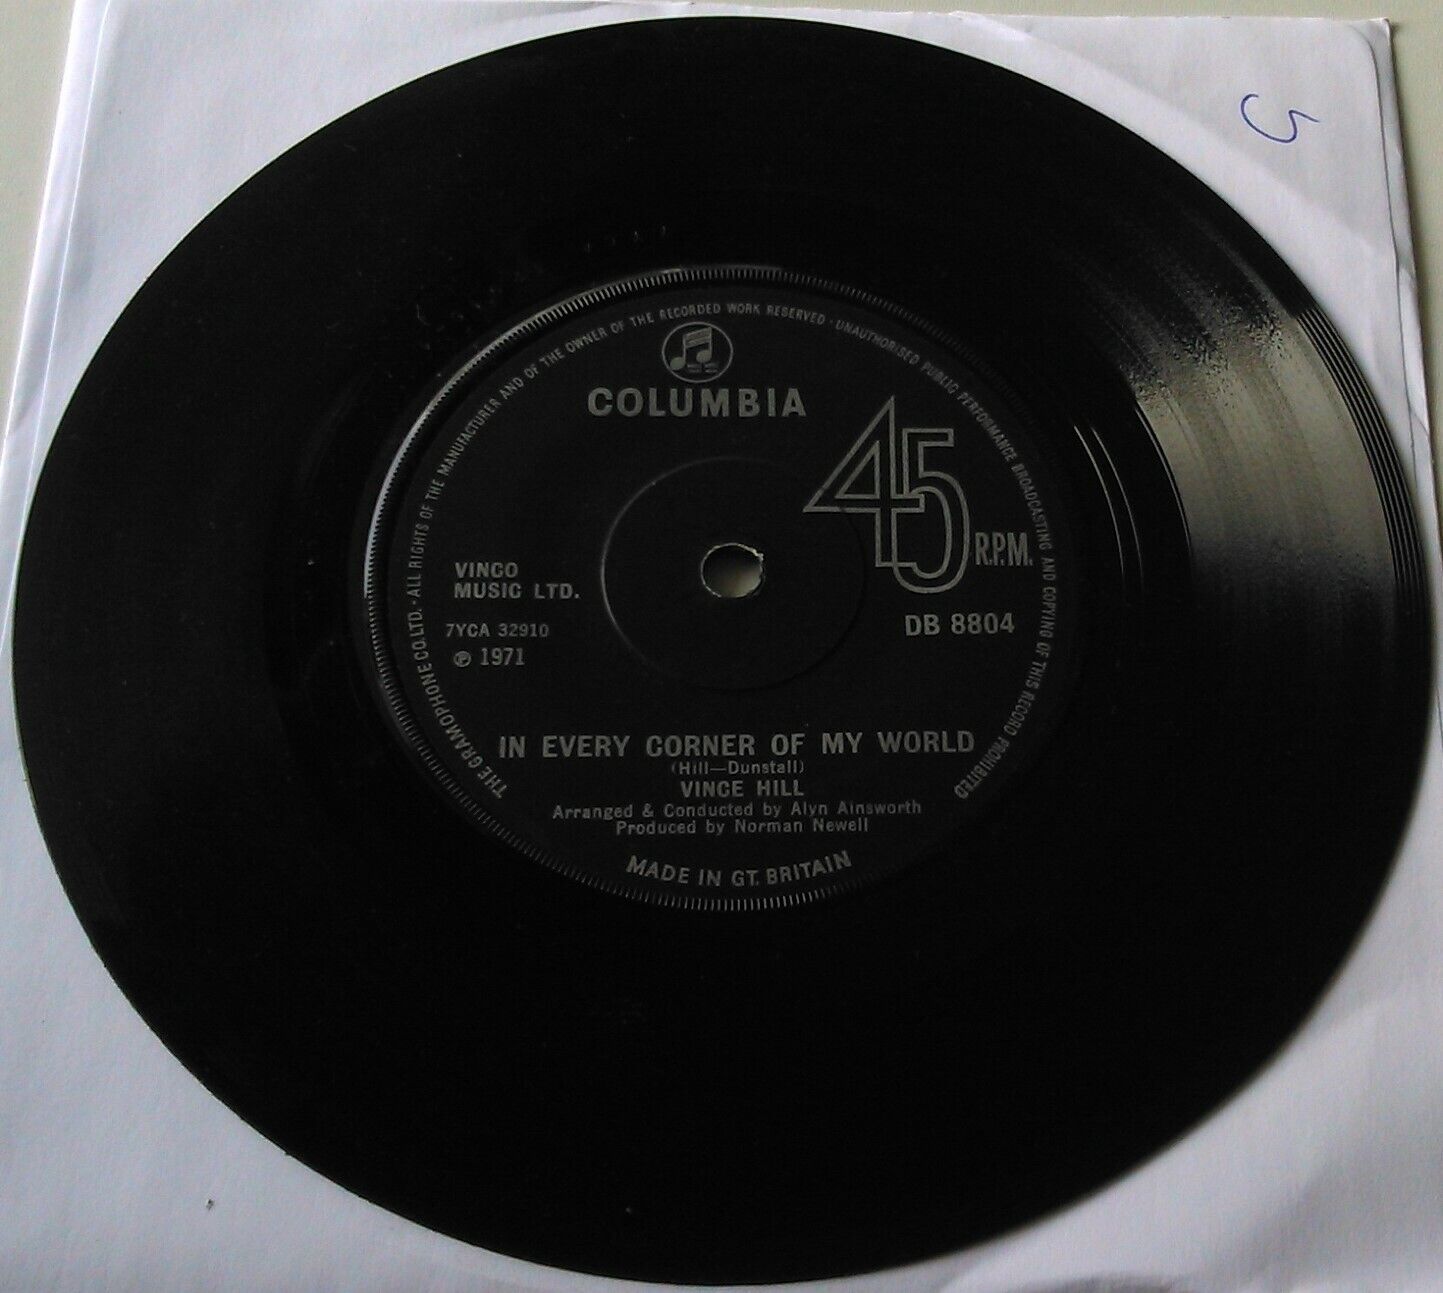 5
THE GRAMOPHONE CO. LTD. · ALL RIGHTS OF THE MANUFACTURER AND OF THE OWNER OF THE RECORDED WORK RESERVED · UNAUTHORISED PUBLIC PERFORMANCE BROADCASTING AND COPYING OF THIS RECORD PROHIBITED
COLUMBIA
45
R.P.M.
VINCO
MUSIC LTD.
7YCA 32910
℗ 1971
DB 8804
IN EVERY CORNER OF MY WORLD
(Hill—Dunstall)
VINCE HILL
Arranged & Conducted by Alyn Ainsworth
Produced by Norman Newell
MADE IN GT. BRITAIN